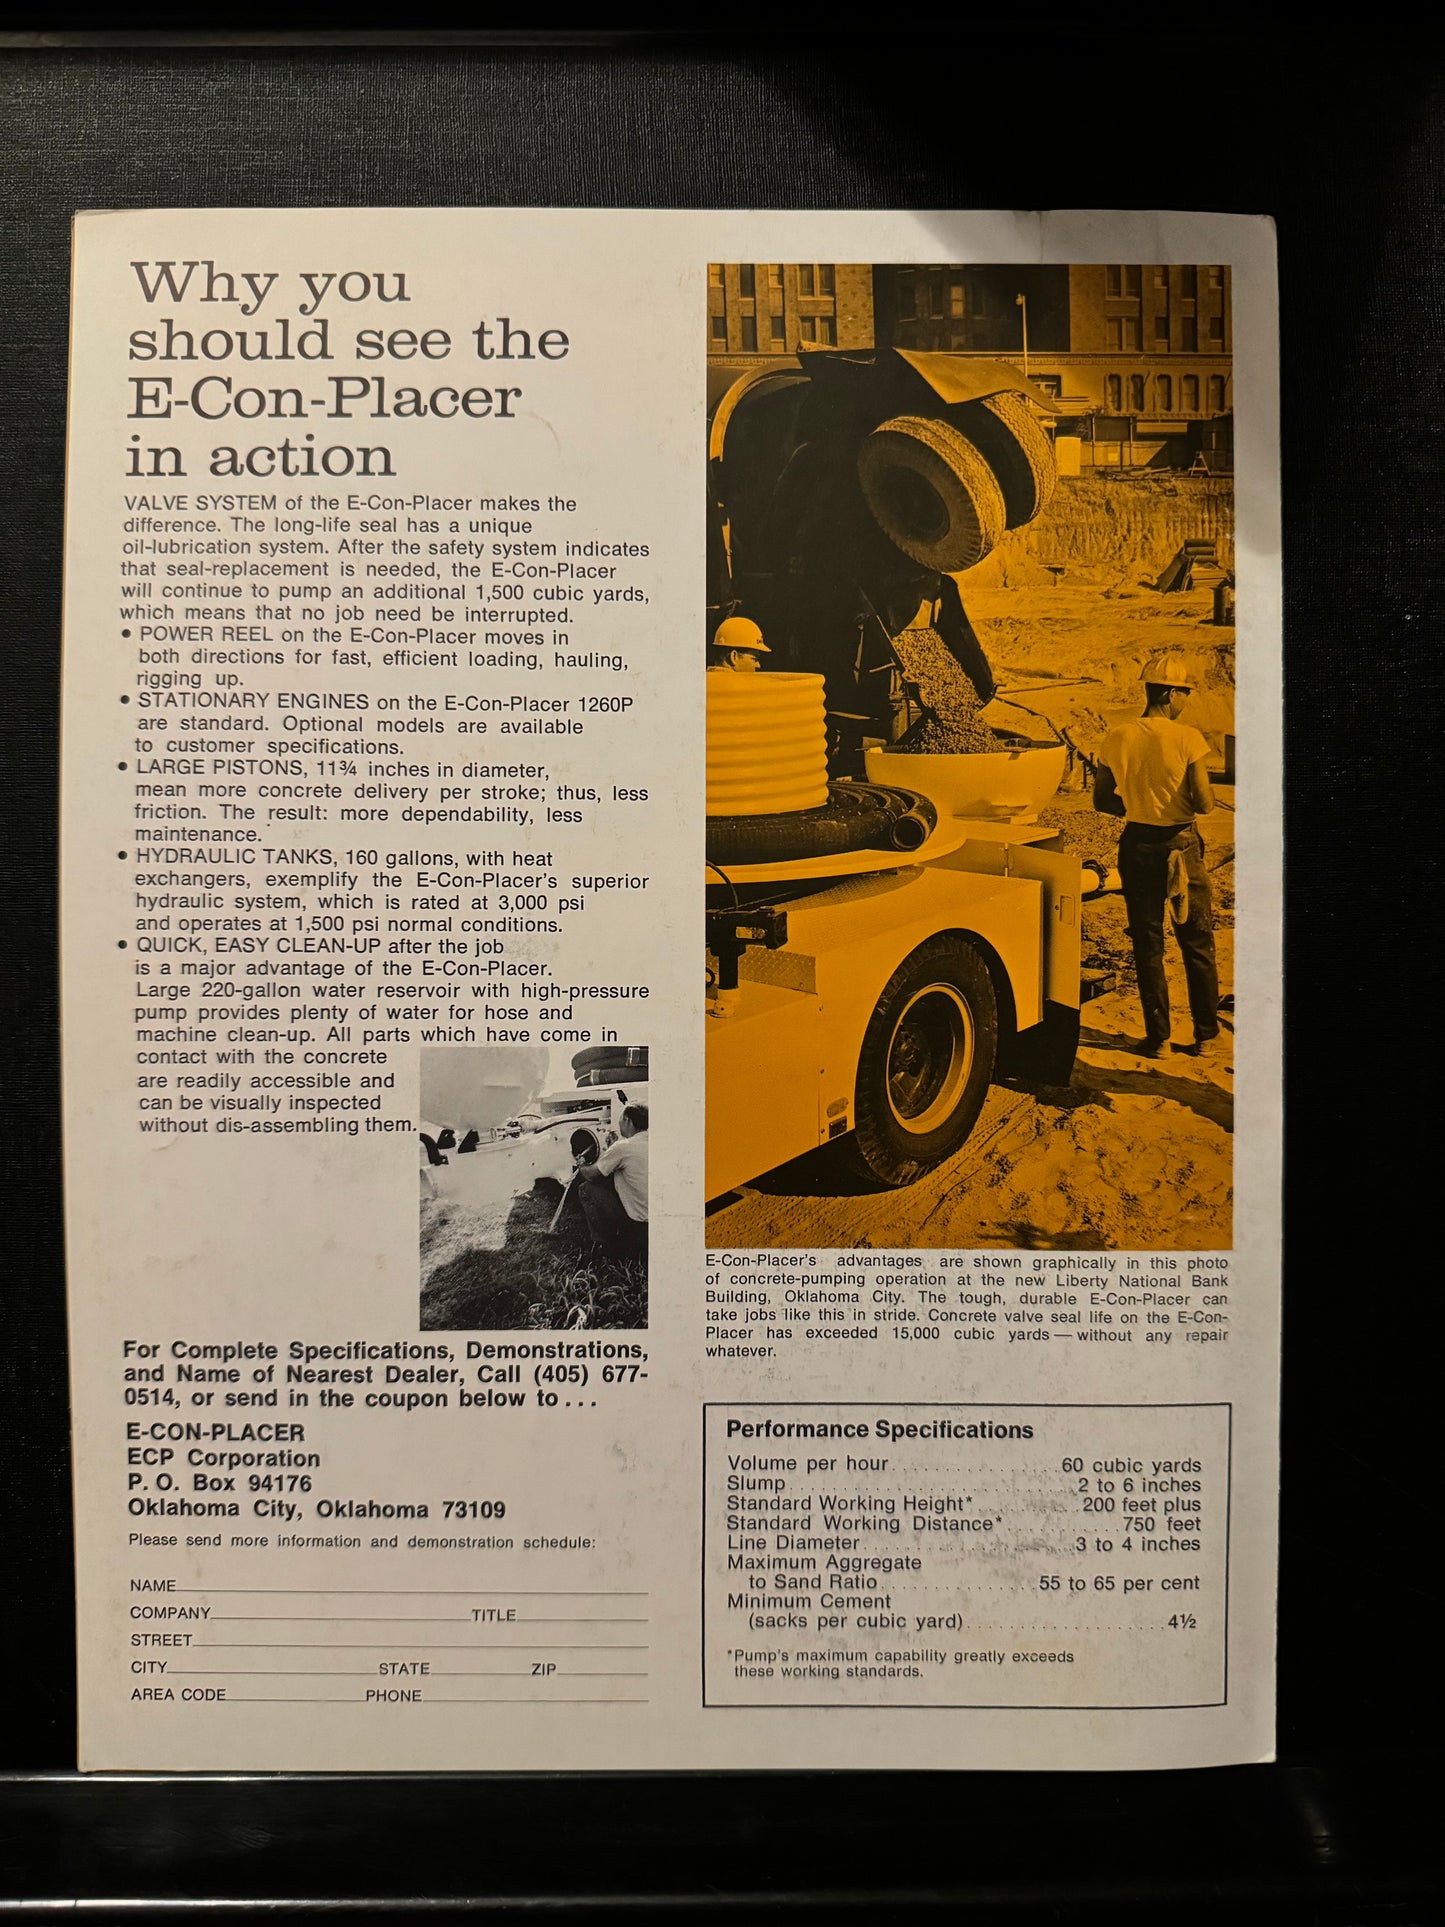 Why you
should see the
E-Con-Placer
in action
VALVE SYSTEM of the E-Con-Placer makes the
difference. The long-life seal has a unique
oil-lubrication system. After the safety system indicates
that seal-replacement is needed, the E-Con-Placer
will continue to pump an additional 1,500 cubic yards,
which means that no job need be interrupted.
• POWER REEL on the E-Con-Placer moves in
both directions for fast, efficient loading, hauling,
rigging up.
• STATIONARY ENGINES on the E-Con-Placer 1260P
are standard. Optional models are available
to customer specifications.
• LARGE PISTONS, 11¾ inches in diameter,
mean more concrete delivery per stroke; thus, less
friction. The result: more dependability, less
maintenance.
• HYDRAULIC TANKS, 160 gallons, with heat
exchangers, exemplify the E-Con-Placer's superior
hydraulic system, which is rated at 3,000 psi
and operates at 1,500 psi normal conditions.
• QUICK, EASY CLEAN-UP after the job
is a major advantage of the E-Con-Placer.
Large 220-gallon water reservoir with high-pressure
pump provides plenty of water for hose and
machine clean-up. All parts which have come in
contact with the concrete
are readily accessible and
can be visually inspected
without dis-assembling them.
For Complete Specifications, Demonstrations,
and Name of Nearest Dealer, Call (405) 677-
0514, or send in the coupon below to...
E-CON-PLACER
ECP Corporation
P. O. Box 94176
Oklahoma City, Oklahoma 73109
Please send more information and demonstration schedule:
NAME
COMPANY TITLE
STREET
CITY STATE ZIP
AREA CODE PHONE
E-Con-Placer's advantages are shown graphically in this photo
of concrete-pumping operation at the new Liberty National Bank
Building, Oklahoma City. The tough, durable E-Con-Placer can
take jobs like this in stride. Concrete valve seal life on the E-Con-
Placer has exceeded 15,000 cubic yards — without any repair
whatever.
Performance Specifications
Volume per hour 60 cubic yards
Slump 2 to 6 inches
Standard Working Height* 200 feet plus
Standard Working Distance* 750 feet
Line Diameter 3 to 4 inches
Maximum Aggregate
to Sand Ratio 55 to 65 per cent
Minimum Cement
(sacks per cubic yard) 4½
*Pump's maximum capability greatly exceeds
these working standards.